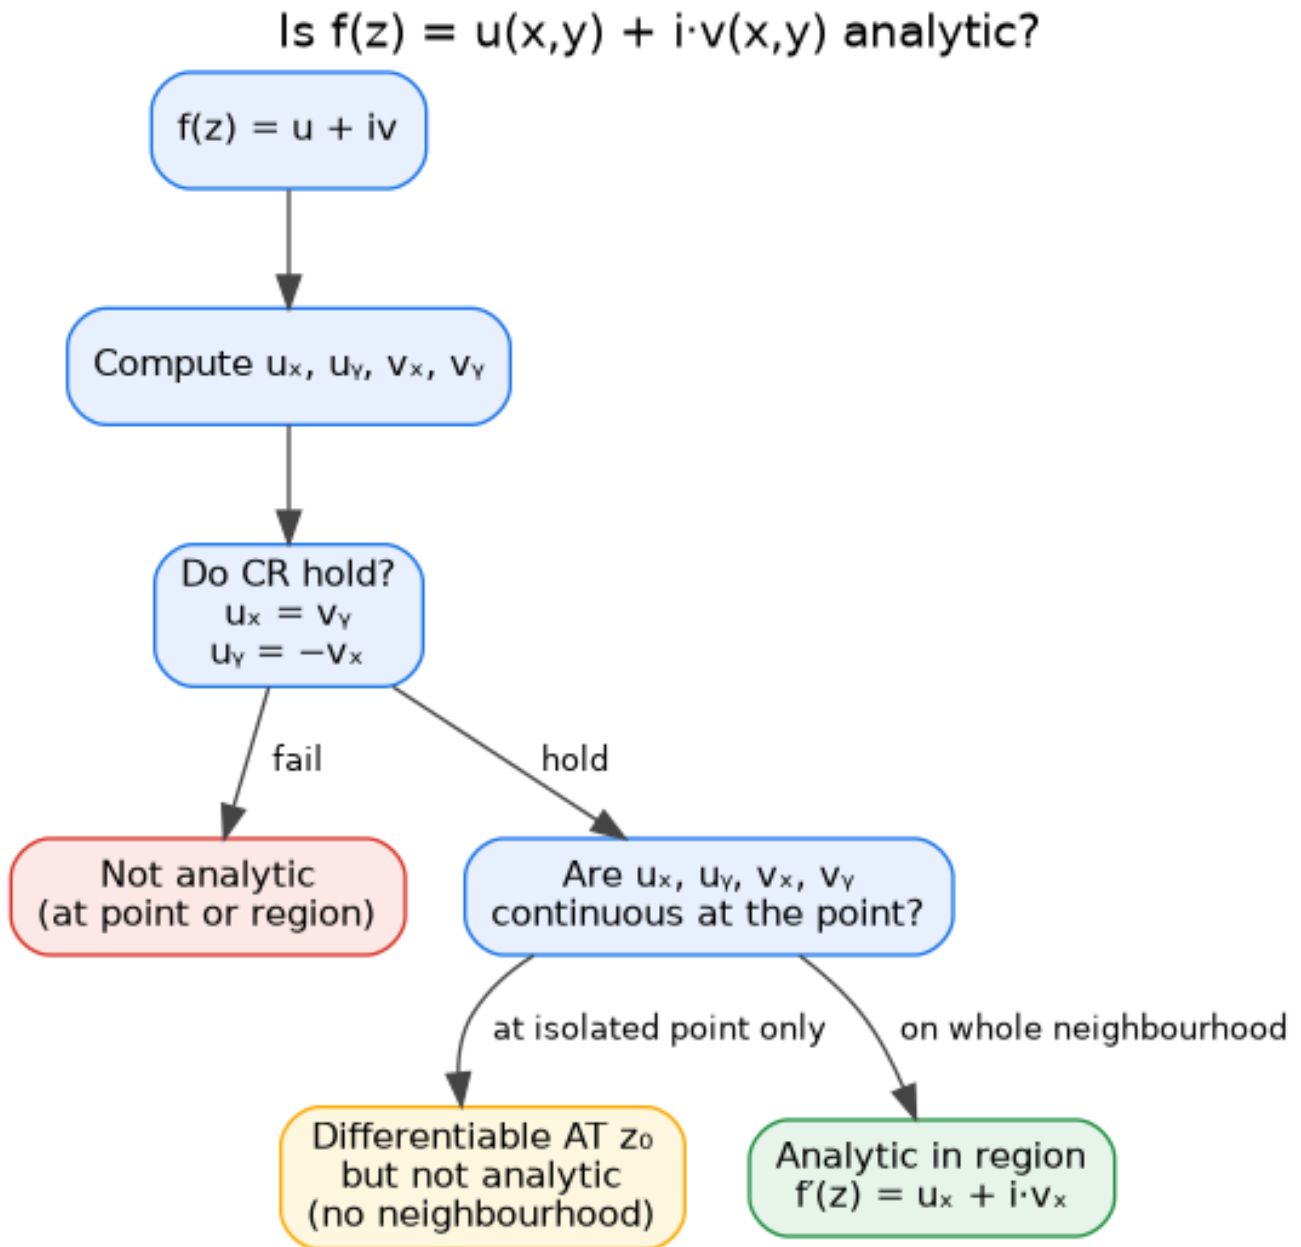 Is f(z) = u(x,y) + i·v(x,y) analytic?
f(z) = u + iv
Compute uₓ, uᵧ, vₓ, vᵧ
Do CR hold?
uₓ = vᵧ
uᵧ = −vₓ
fail
hold
Not analytic
(at point or region)
Are uₓ, uᵧ, vₓ, vᵧ
continuous at the point?
at isolated point only
on whole neighbourhood
Differentiable AT z₀
but not analytic
(no neighbourhood)
Analytic in region
f′(z) = uₓ + i·vₓ